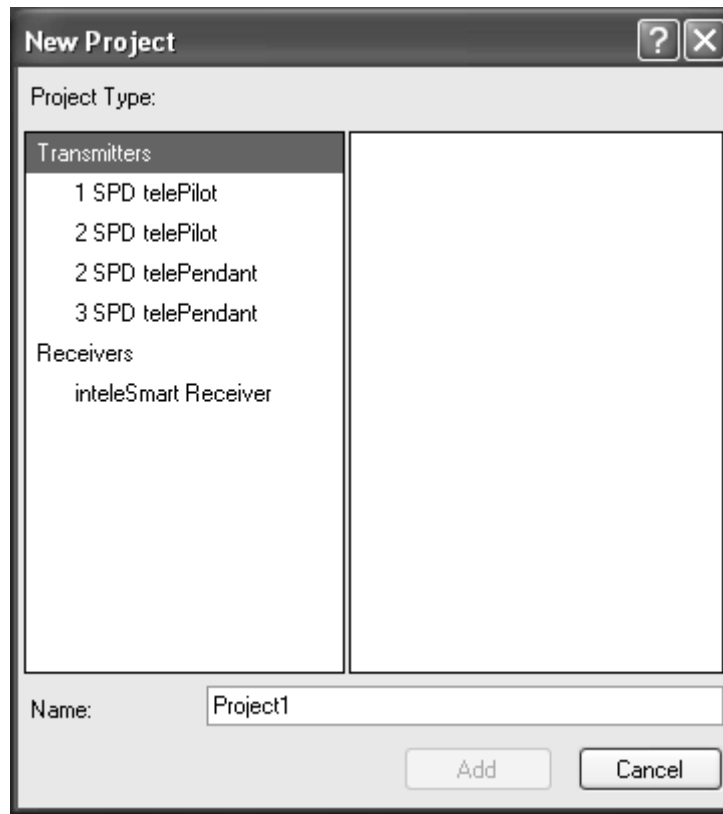 New Project
Project Type:
Transmitters
1 SPD telePilot
2 SPD telePilot
2 SPD telePendant
3 SPD telePendant
Receivers
inteleSmart Receiver
Name: Project1
Add Cancel